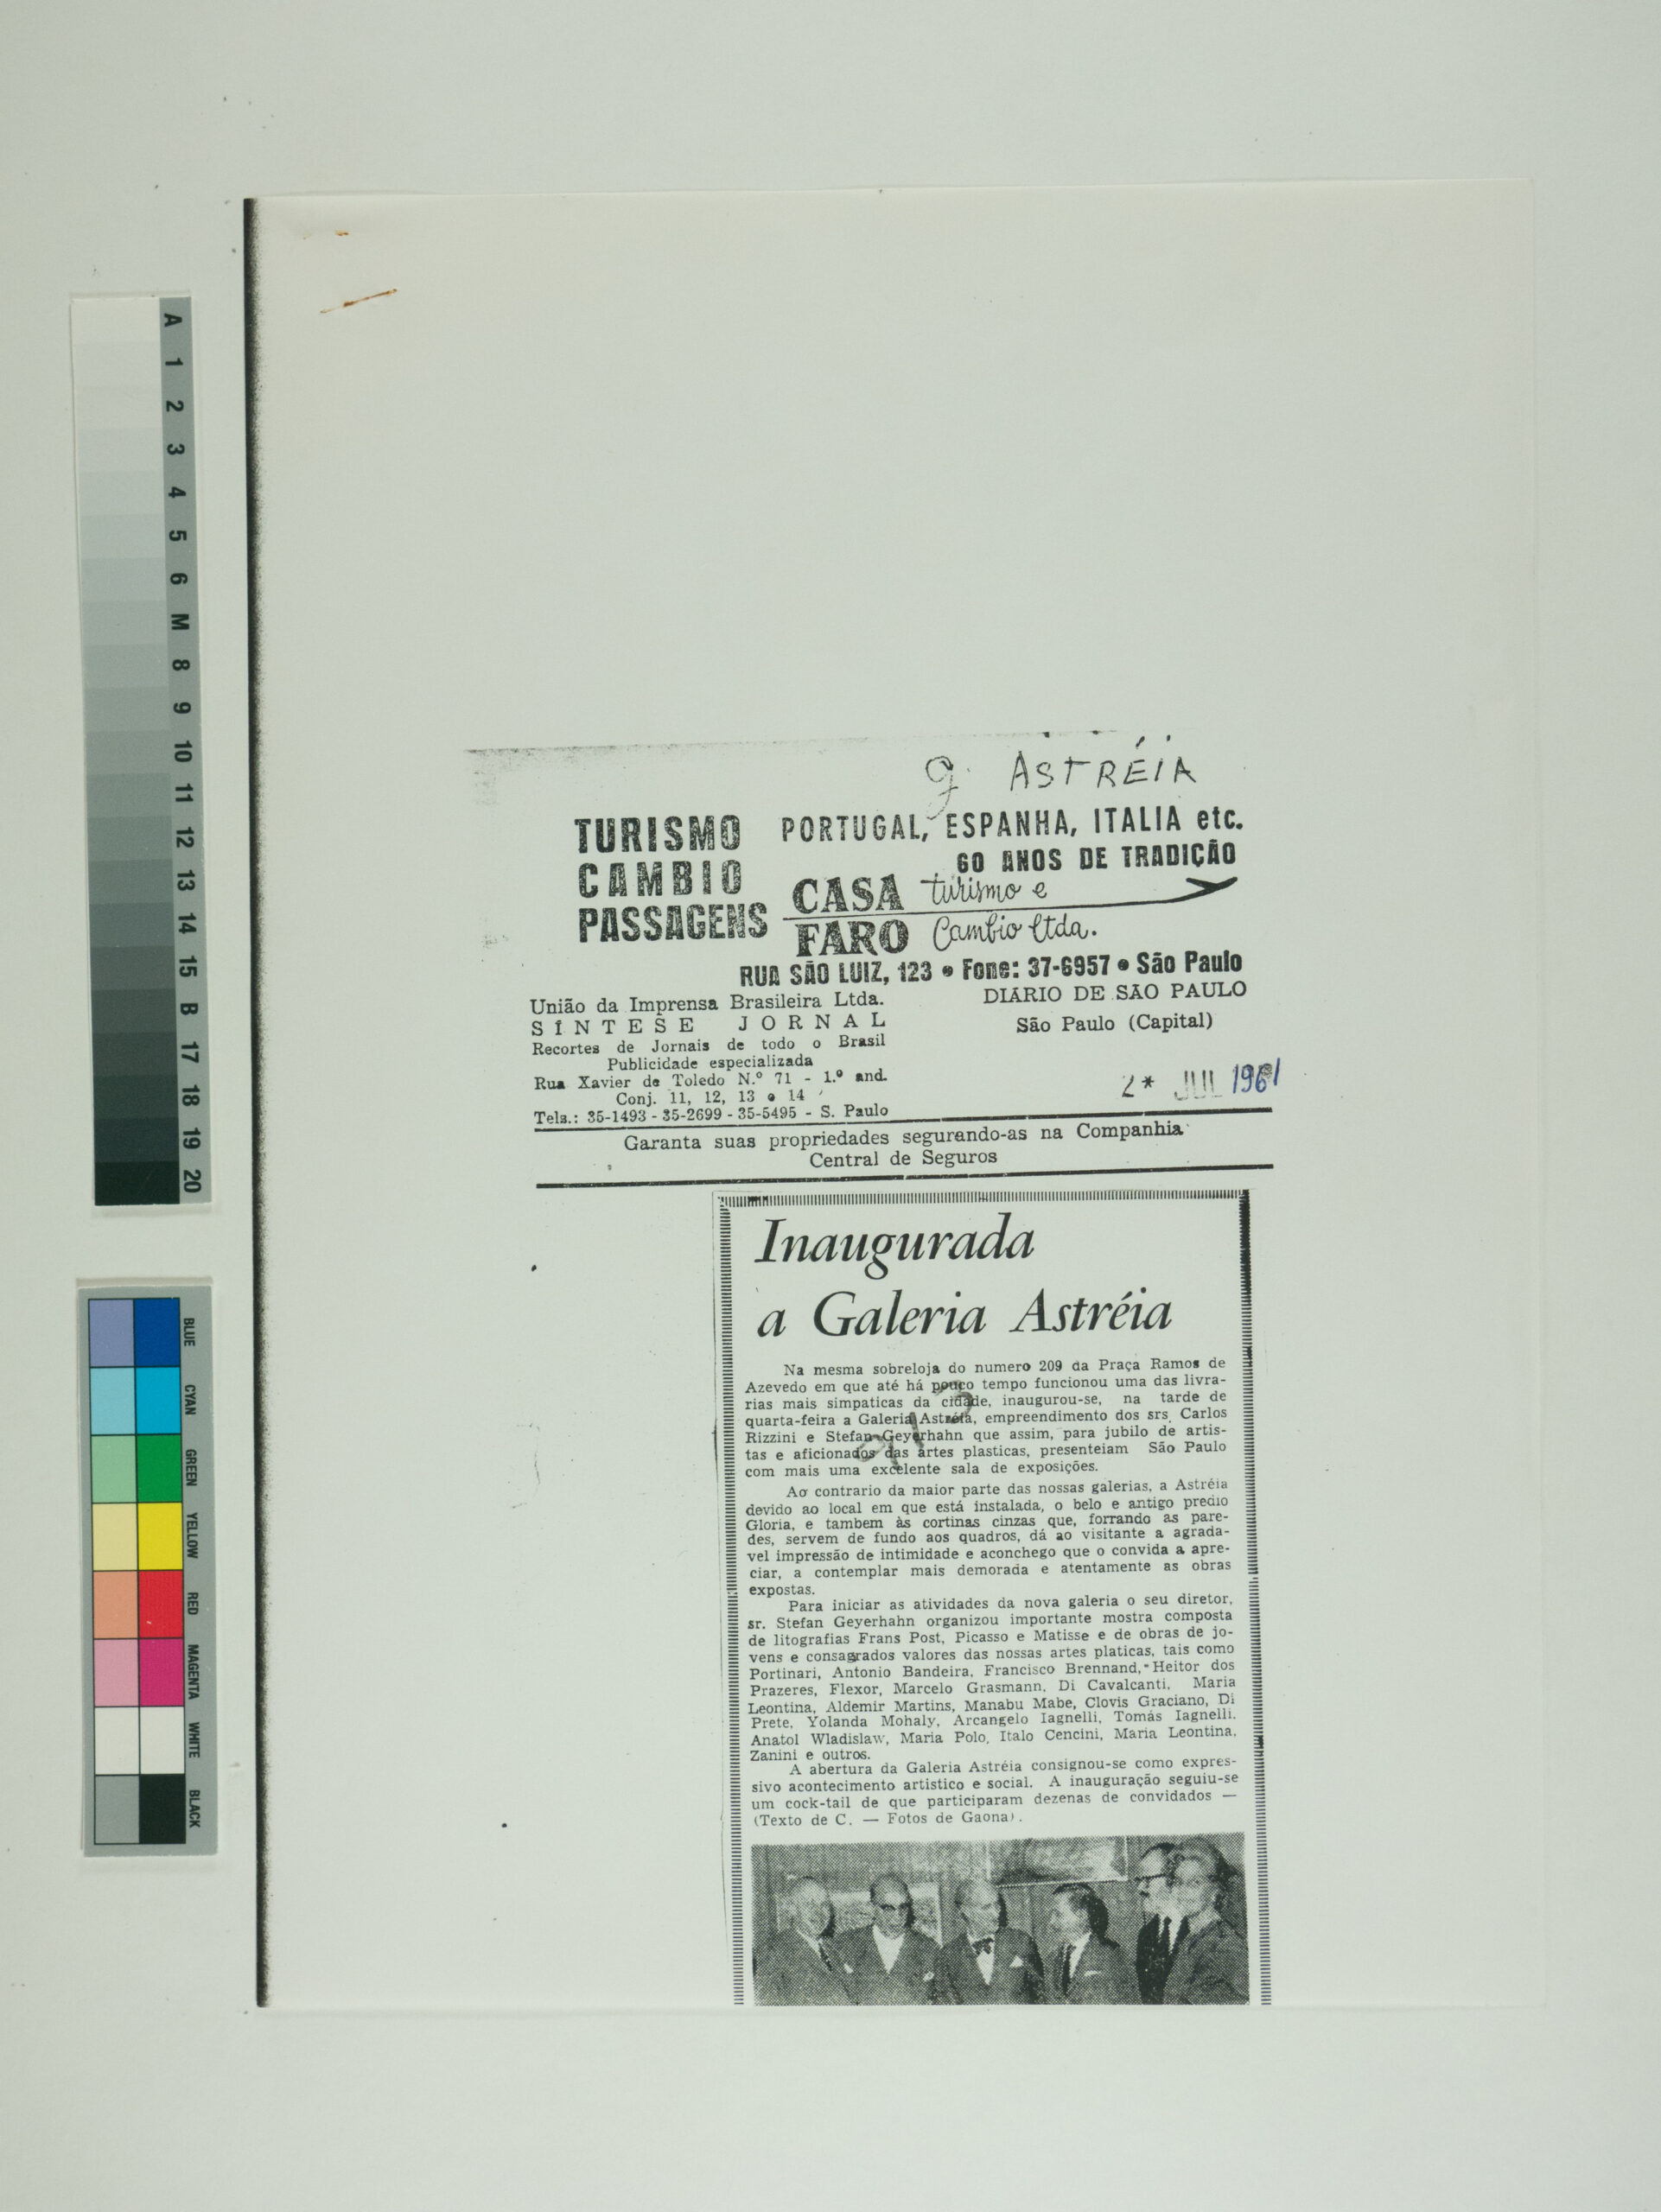 A
1
2
3
4
5
6
M
8
9
10
11
12
13
14
15
B
17
18
19
20
BLUE
CYAN
GREEN
YELLOW
RED
MAGENTA
WHITE
BLACK
g. ASTRÉIA
TURISMO
CAMBIO
PASSAGENS
PORTUGAL, ESPANHA, ITALIA etc.
60 ANOS DE TRADIÇÃO
CASA turismo e
FARO Cambio Ltda.
RUA SÃO LUIZ, 123 • Fone: 37-6957 • São Paulo
União da Imprensa Brasileira Ltda.
SÍNTESE JORNAL
Recortes de Jornais de todo o Brasil
Publicidade especializada
Rua Xavier de Toledo N.º 71 - 1.º and.
Conj. 11, 12, 13 e 14
Tels.: 35-1493 - 35-2699 - 35-5495 - S. Paulo
DIÁRIO DE SÃO PAULO
São Paulo (Capital)
2* JUL 1961
Garanta suas propriedades segurando-as na Companhia
Central de Seguros
Inaugurada
a Galeria Astréia
Na mesma sobreloja do numero 209 da Praça Ramos de
Azevedo em que até há pouco tempo funcionou uma das livra-
rias mais simpaticas da cidade, inaugurou-se, na tarde de
quarta-feira a Galeria Astréia, empreendimento dos srs. Carlos
Rizzini e Stefan Geyerhahn que assim, para jubilo de artis-
tas e aficionados das artes plasticas, presenteiam São Paulo
com mais uma excelente sala de exposições.
Ao contrario da maior parte das nossas galerias, a Astréia
devido ao local em que está instalada, o belo e antigo predio
Gloria, e tambem às cortinas cinzas que, forrando as pare-
des, servem de fundo aos quadros, dá ao visitante a agrada-
vel impressão de intimidade e aconchego que o convida a apre-
ciar, a contemplar mais demorada e atentamente as obras
expostas.
Para iniciar as atividades da nova galeria o seu diretor,
sr. Stefan Geyerhahn organizou importante mostra composta
de litografias Frans Post, Picasso e Matisse e de obras de jo-
vens e consagrados valores das nossas artes platicas, tais como
Portinari, Antonio Bandeira, Francisco Brennand, Heitor dos
Prazeres, Flexor, Marcelo Grasmann, Di Cavalcanti, Maria
Leontina, Aldemir Martins, Manabu Mabe, Clovis Graciano, Di
Prete, Yolanda Mohaly, Arcangelo Iagnelli, Tomás Iagnelli,
Anatol Wladislaw, Maria Polo, Italo Cencini, Maria Leontina,
Zanini e outros.
A abertura da Galeria Astréia consignou-se como expres-
sivo acontecimento artistico e social. A inauguração seguiu-se
um cock-tail de que participaram dezenas de convidados —
(Texto de C. — Fotos de Gaona).